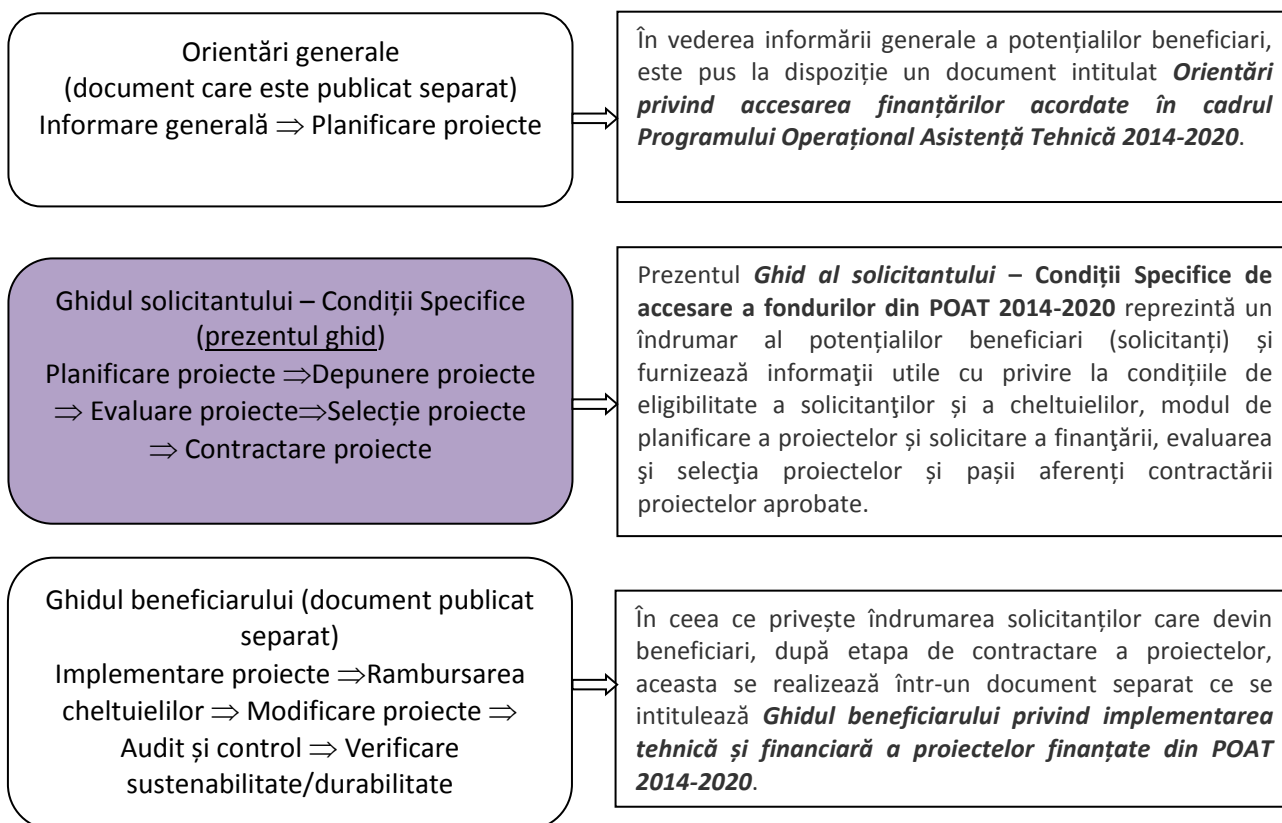 Orientări generale
(document care este publicat separat)
Informare generală ⇒ Planificare proiecte
În vederea informării generale a potențialilor beneficiari,
este pus la dispoziție un document intitulat Orientări
privind accesarea finanțărilor acordate în cadrul
Programului Operațional Asistență Tehnică 2014-2020.
Ghidul solicitantului – Condiții Specifice
(prezentul ghid)
Planificare proiecte ⇒Depunere proiecte
⇒ Evaluare proiecte⇒Selecție proiecte
⇒ Contractare proiecte
Prezentul Ghid al solicitantului – Condiții Specifice de
accesare a fondurilor din POAT 2014-2020 reprezintă un
îndrumar al potențialilor beneficiari (solicitanți) și
furnizează informaţii utile cu privire la condițiile de
eligibilitate a solicitanţilor și a cheltuielilor, modul de
planificare a proiectelor și solicitare a finanţării, evaluarea
şi selecţia proiectelor și pașii aferenți contractării
proiectelor aprobate.
Ghidul beneficiarului (document publicat
separat)
Implementare proiecte ⇒Rambursarea
cheltuielilor ⇒ Modificare proiecte ⇒
Audit și control ⇒ Verificare
sustenabilitate/durabilitate
În ceea ce privește îndrumarea solicitanților care devin
beneficiari, după etapa de contractare a proiectelor,
aceasta se realizează într-un document separat ce se
intitulează Ghidul beneficiarului privind implementarea
tehnică și financiară a proiectelor finanțate din POAT
2014-2020.